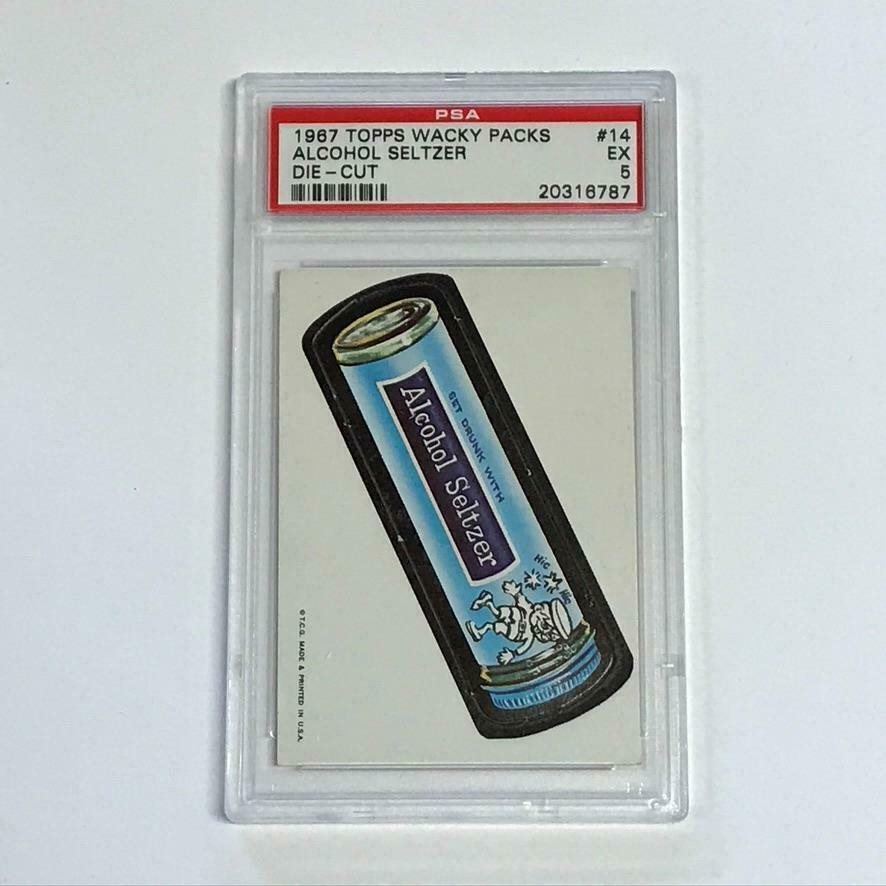 PSA
1967 TOPPS WACKY PACKS #14
ALCOHOL SELTZER EX
DIE-CUT 5
20316787
GET DRUNK WITH
Alcohol Seltzer
HIC
HIC
© T.C.G. MADE & PRINTED IN U.S.A.